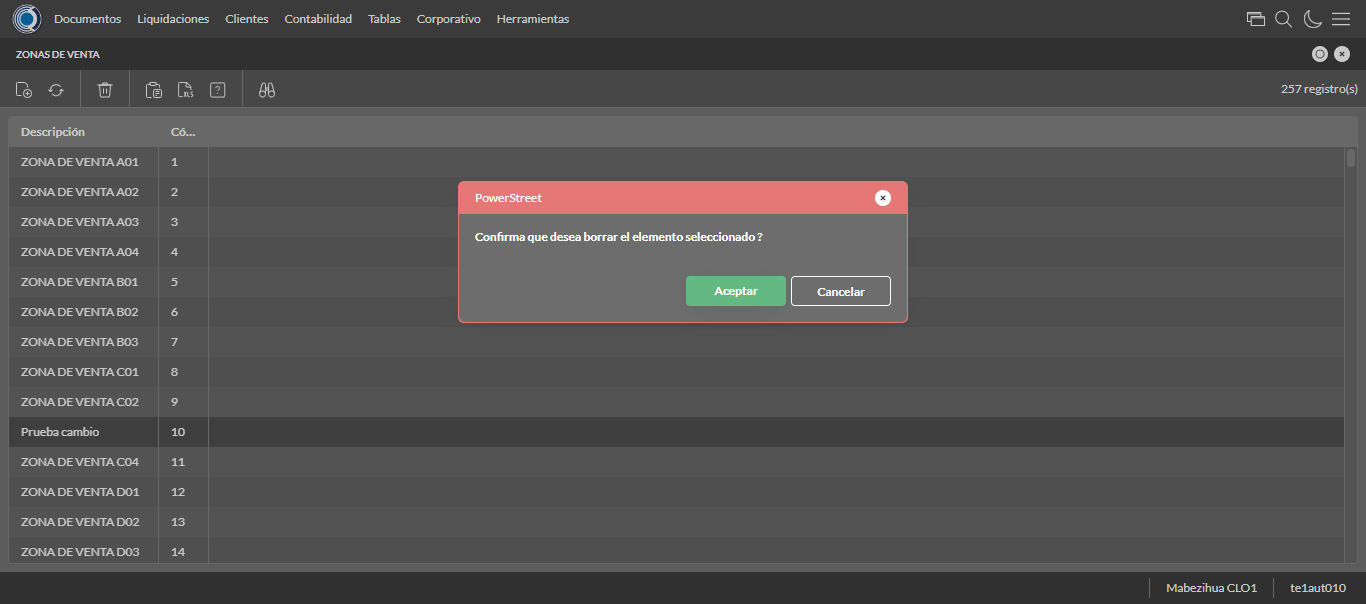 Documentos Liquidaciones Clientes Contabilidad Tablas Corporativo Herramientas
ZONAS DE VENTA
XLS ? 257 registro(s)
Descripción Có...
ZONA DE VENTA A01 1
ZONA DE VENTA A02 2
ZONA DE VENTA A03 3
ZONA DE VENTA A04 4
ZONA DE VENTA B01 5
ZONA DE VENTA B02 6
ZONA DE VENTA B03 7
ZONA DE VENTA C01 8
ZONA DE VENTA C02 9
Prueba cambio 10
ZONA DE VENTA C04 11
ZONA DE VENTA D01 12
ZONA DE VENTA D02 13
ZONA DE VENTA D03 14
PowerStreet
Confirma que desea borrar el elemento seleccionado ?
Aceptar Cancelar
Mabezihua CLO1 te1aut010